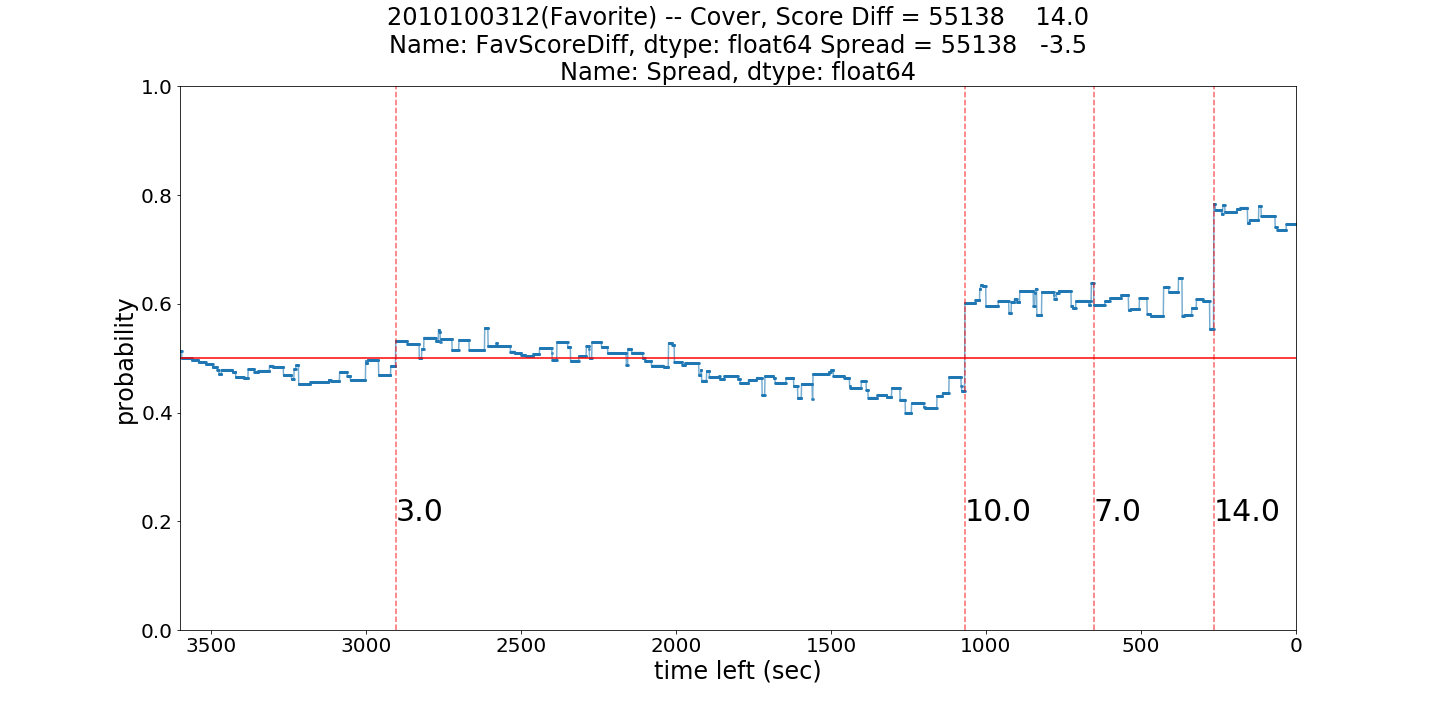 2010100312(Favorite) -- Cover, Score Diff = 55138    14.0
Name: FavScoreDiff, dtype: float64 Spread = 55138   -3.5
Name: Spread, dtype: float64
1.0
0.8
0.6
0.4
0.2
0.0
probability
3.0
10.0
7.0
14.0
3500 3000 2500 2000 1500 1000 500 0
time left (sec)